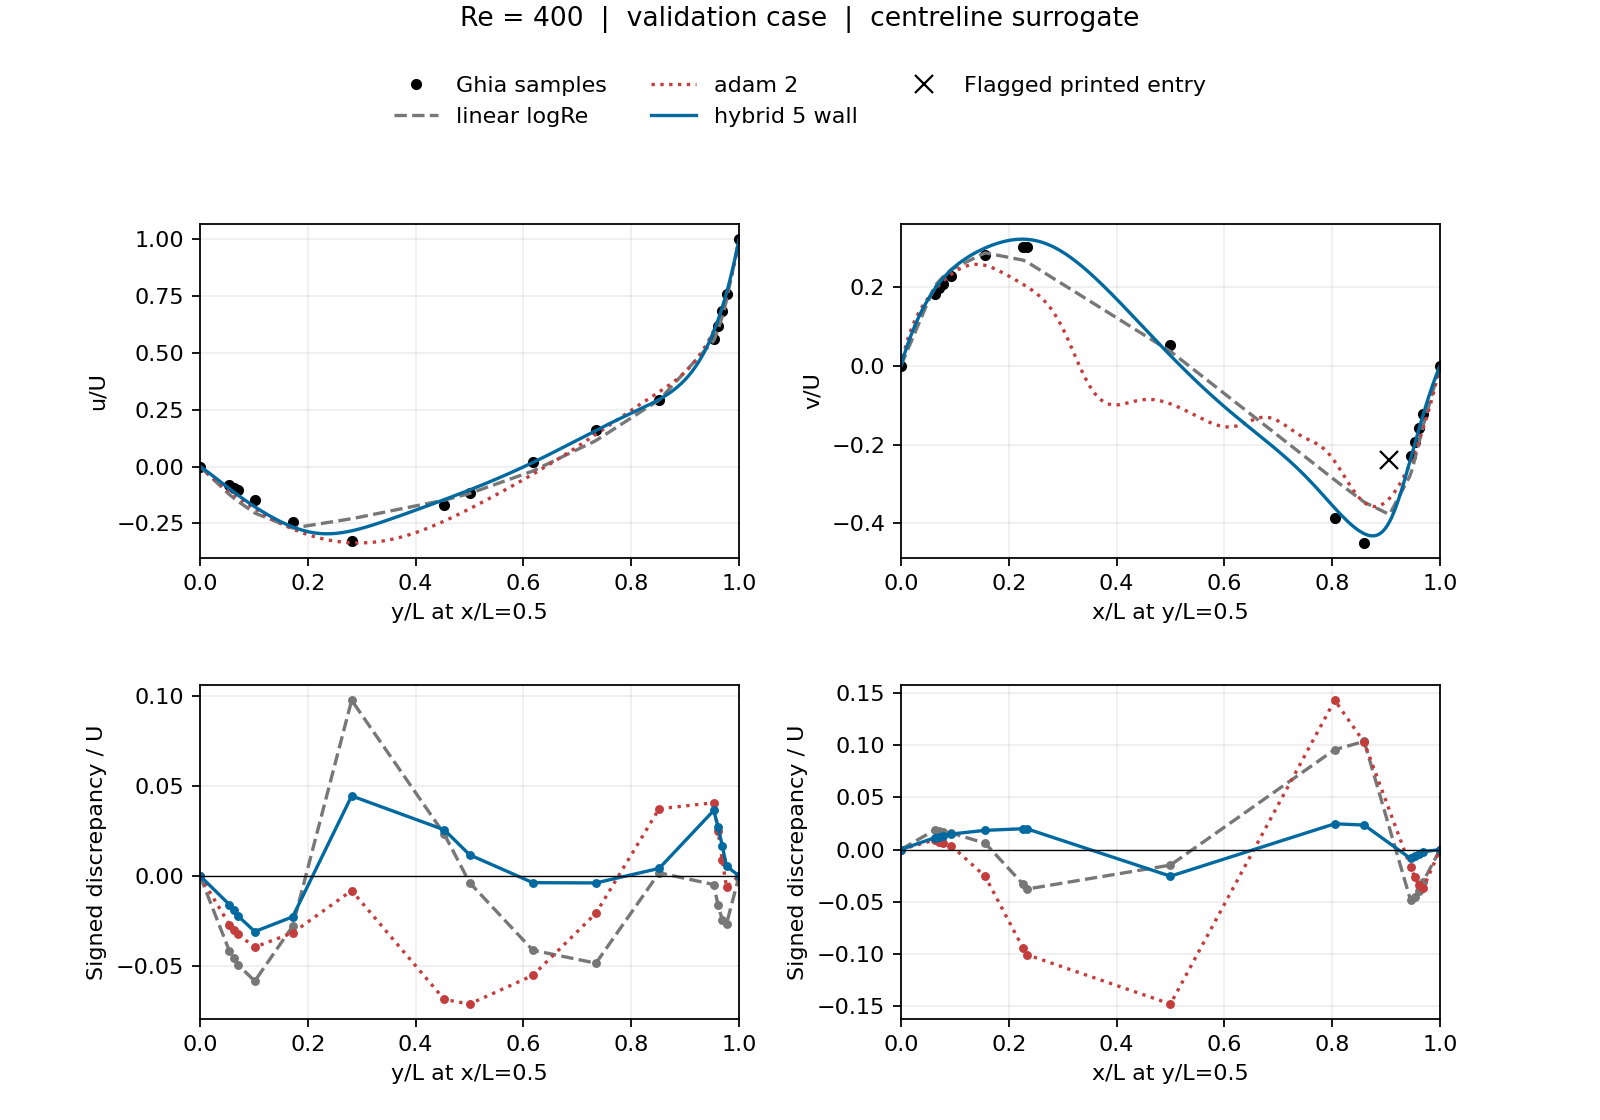 Re = 400 | validation case | centreline surrogate
Ghia samples
linear logRe
adam 2
hybrid 5 wall
Flagged printed entry
1.00
0.75
0.50
0.25
0.00
−0.25
u/U
0.0 0.2 0.4 0.6 0.8 1.0
y/L at x/L=0.5
0.2
0.0
−0.2
−0.4
v/U
0.0 0.2 0.4 0.6 0.8 1.0
x/L at y/L=0.5
0.10
0.05
0.00
−0.05
Signed discrepancy / U
0.0 0.2 0.4 0.6 0.8 1.0
y/L at x/L=0.5
0.15
0.10
0.05
0.00
−0.05
−0.10
−0.15
Signed discrepancy / U
0.0 0.2 0.4 0.6 0.8 1.0
x/L at y/L=0.5